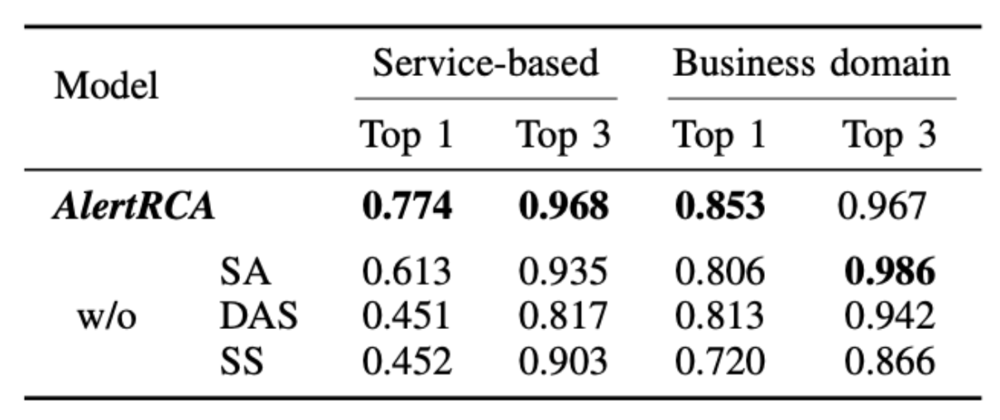 Model Service-based Business domain
Top 1 Top 3 Top 1 Top 3
AlertRCA 0.774 0.968 0.853 0.967
SA 0.613 0.935 0.806 0.986
w/o DAS 0.451 0.817 0.813 0.942
SS 0.452 0.903 0.720 0.866